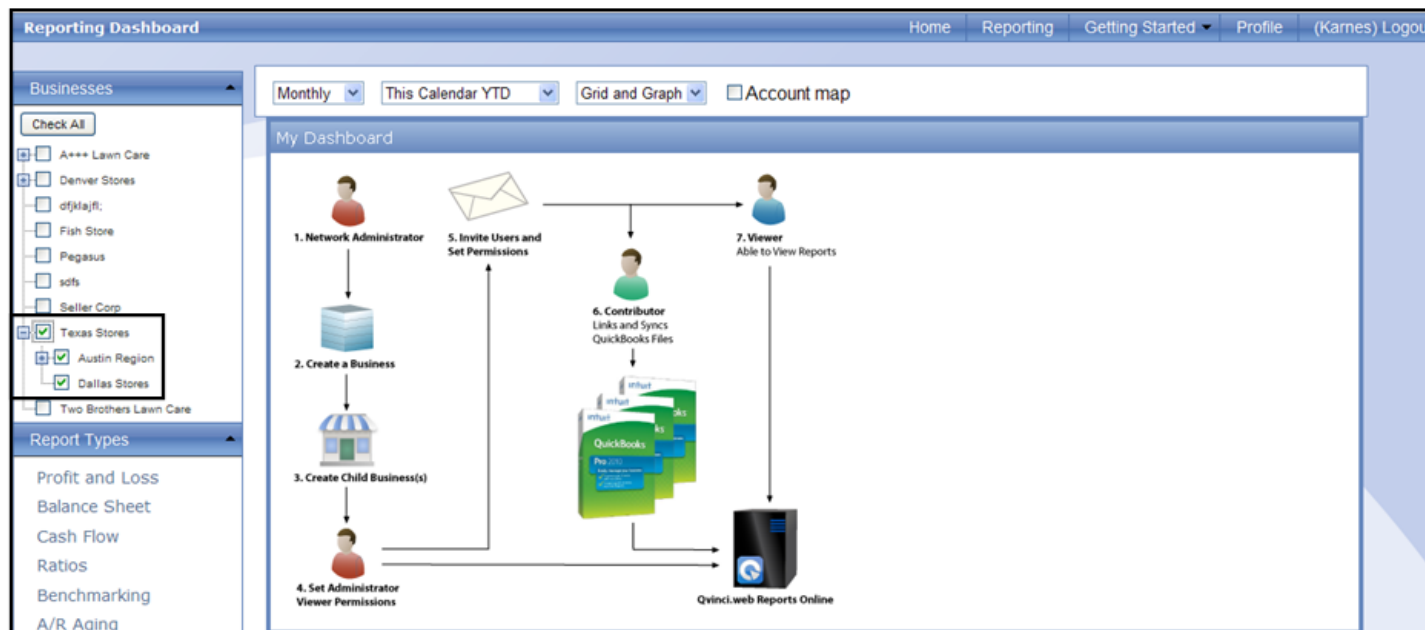 Reporting Dashboard
Home Reporting Getting Started Profile (Karnes) Logou
Businesses
Check All
A+++ Lawn Care
Denver Stores
dfjklajfl;
Fish Store
Pegasus
sdfs
Seller Corp
Texas Stores
Austin Region
Dallas Stores
Two Brothers Lawn Care
Report Types
Profit and Loss
Balance Sheet
Cash Flow
Ratios
Benchmarking
A/R Aging
Monthly This Calendar YTD Grid and Graph Account map
My Dashboard
1. Network Administrator
2. Create a Business
3. Create Child Business(s)
4. Set Administrator
Viewer Permissions
5. Invite Users and
Set Permissions
6. Contributor
Links and Syncs
QuickBooks Files
intuit
intuit
intuit
QuickBooks
Pro 2010
7. Viewer
Able to View Reports
Qvinci.web Reports Online